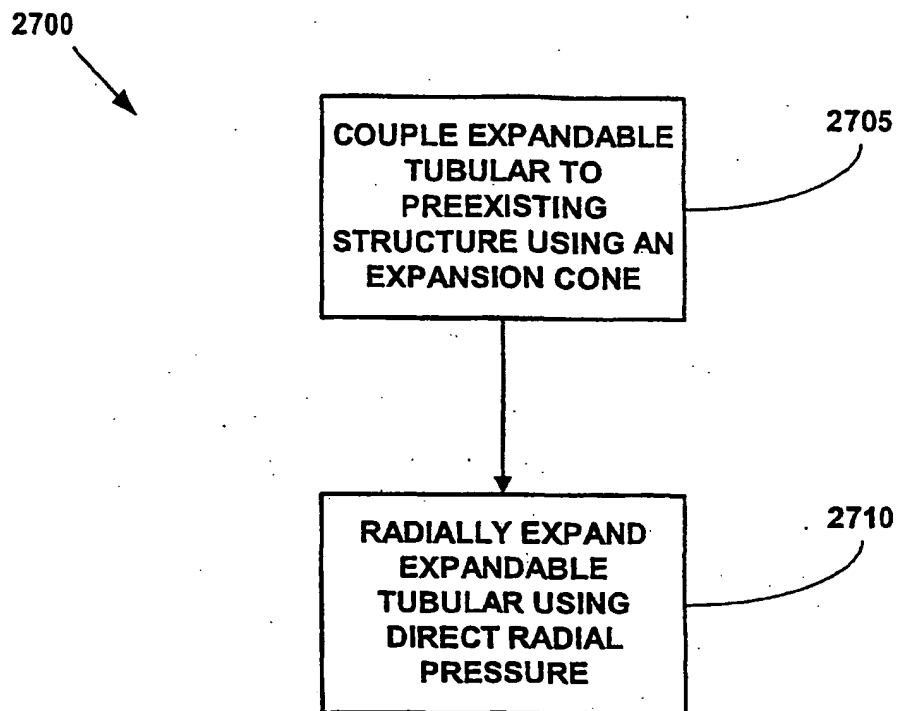 2700
COUPLE EXPANDABLE
TUBULAR TO
PREEXISTING
STRUCTURE USING AN
EXPANSION CONE
2705
RADIALLY EXPAND
EXPANDABLE
TUBULAR USING
DIRECT RADIAL
PRESSURE
2710